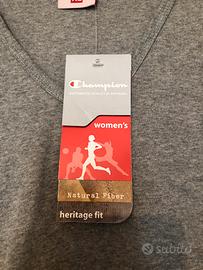 Champion
women's
Natural Fiber
heritage fit
subito